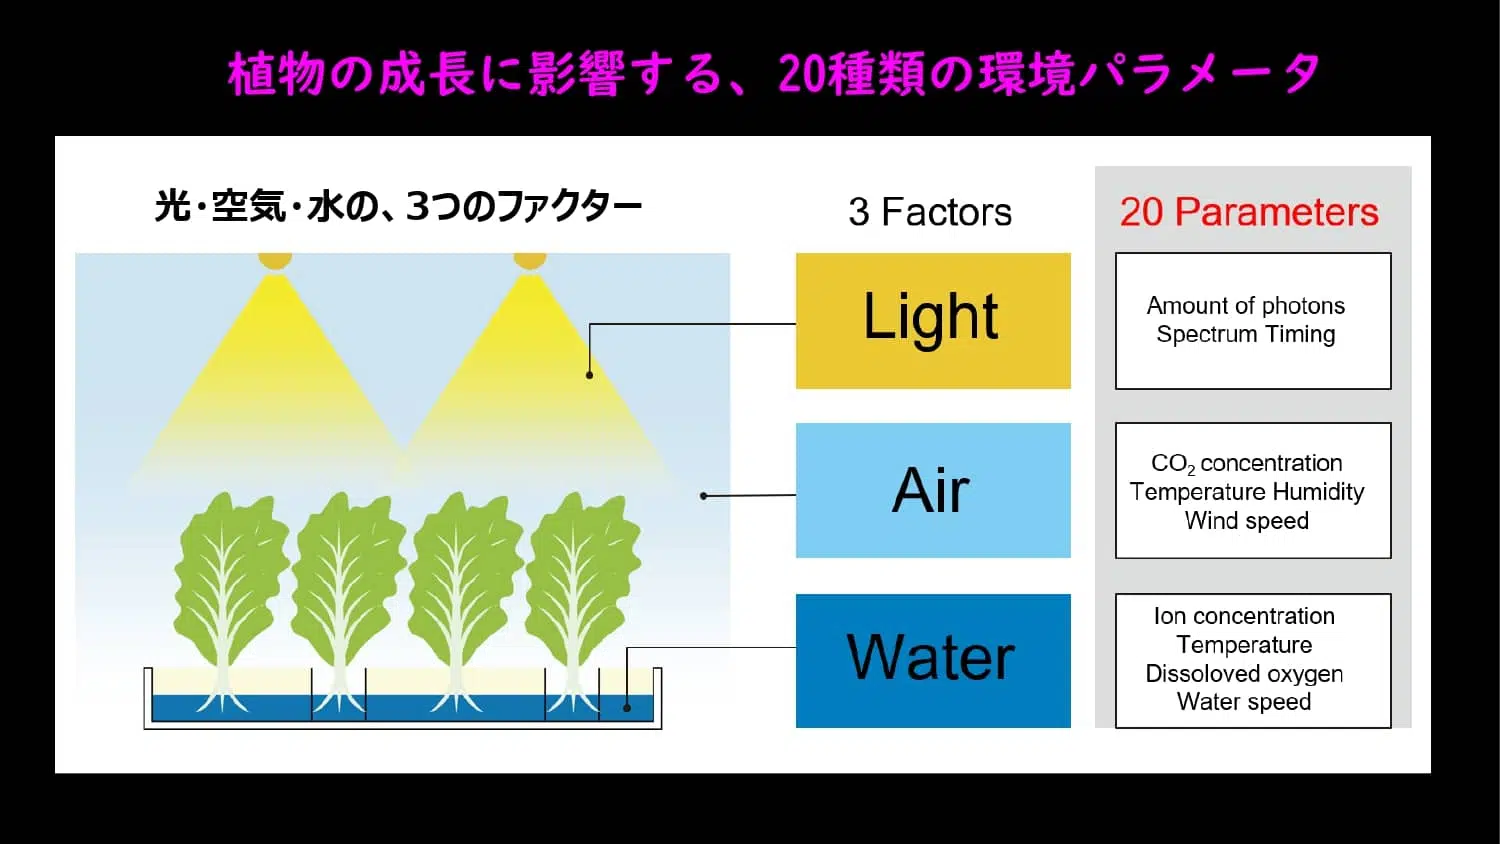 植物の成長に影響する、20種類の環境パラメータ
光・空気・水の、3つのファクター
3 Factors
20 Parameters
Light
Amount of photons
Spectrum Timing
Air
CO₂ concentration
Temperature Humidity
Wind speed
Water
Ion concentration
Temperature
Dissoloved oxygen
Water speed